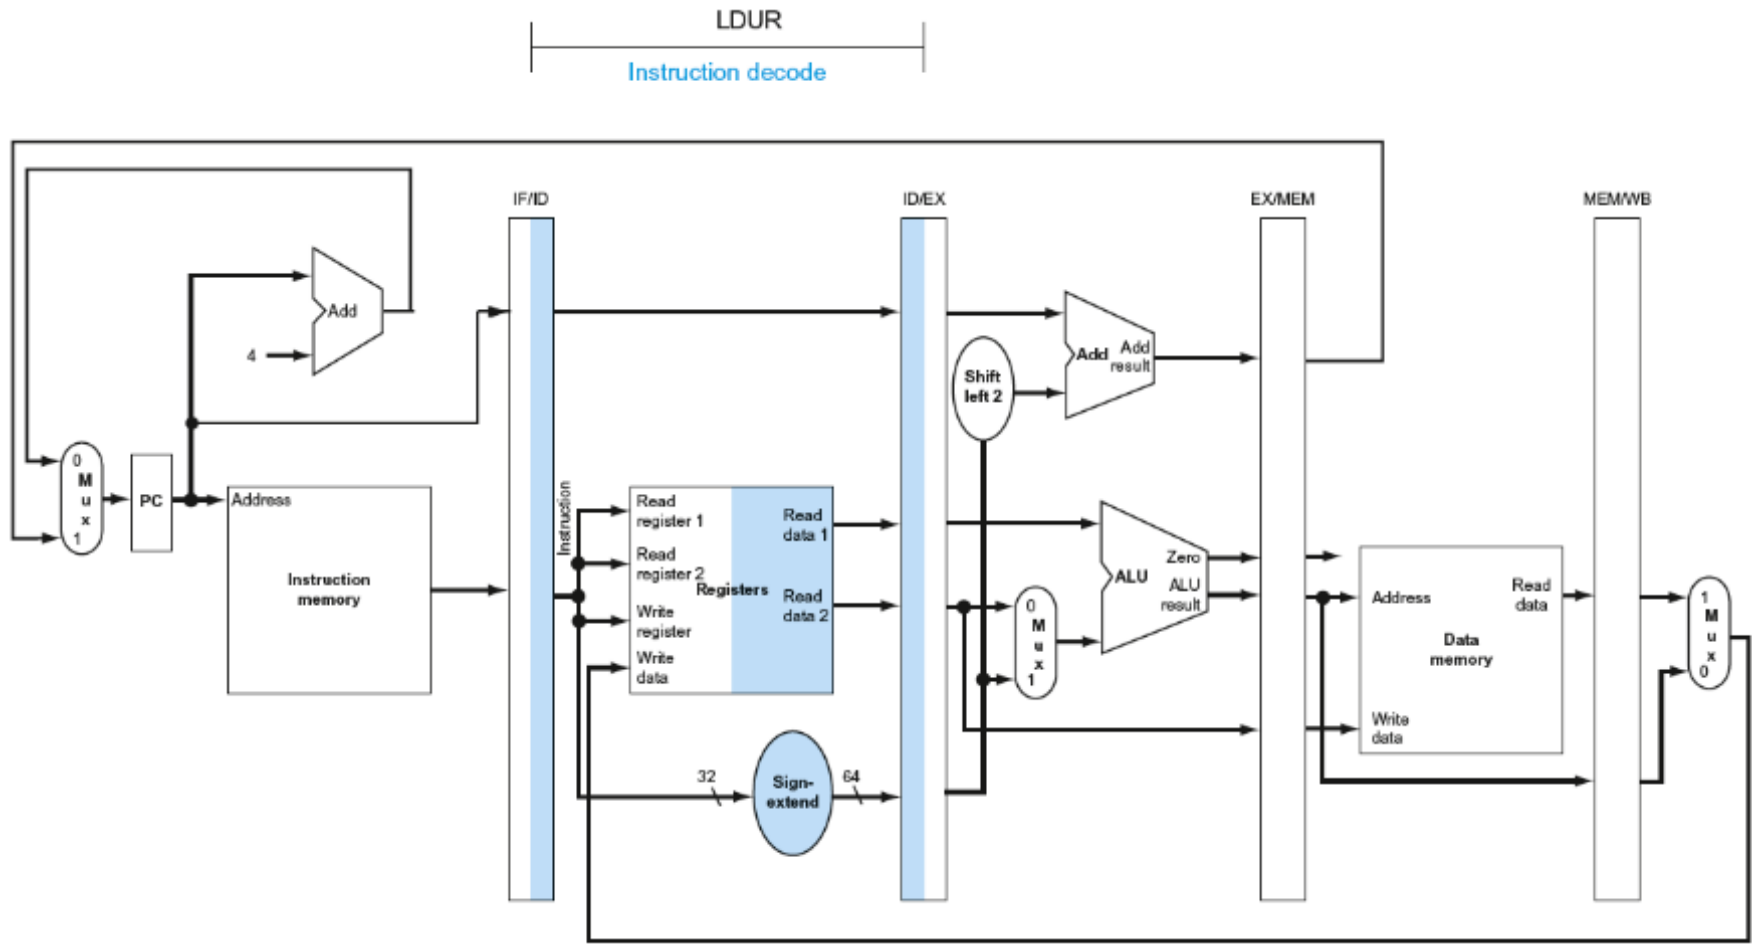 LDUR
Instruction decode
IF/ID
ID/EX
EX/MEM
MEM/WB
Add
4
Add
Add
result
Shift
left 2
0
M
u
x
1
PC
Address
Instruction
memory
Instruction
Read
register 1
Read
register 2
Registers
Write
register
Write
data
Read
data 1
Read
data 2
32
Sign-
extend
64
0
M
u
x
1
ALU
Zero
ALU
result
Address
Read
data
Data
memory
Write
data
1
M
u
x
0